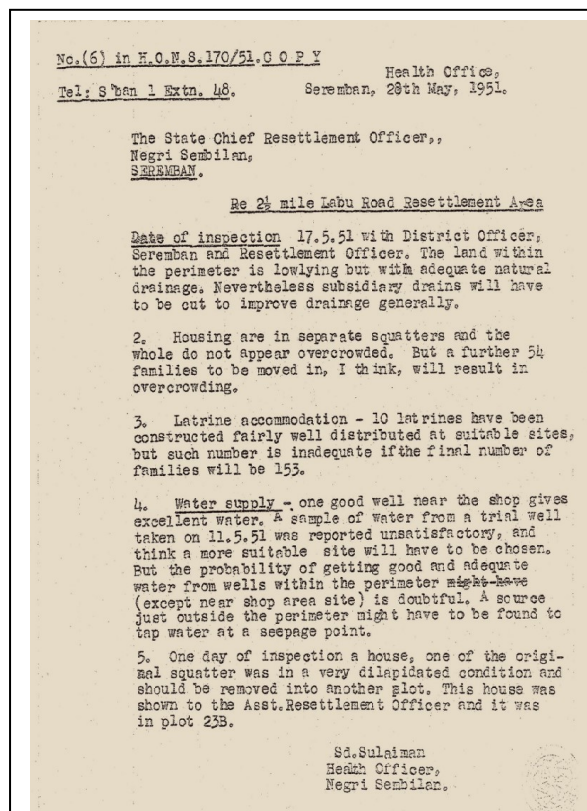 No.(6) in H.O.N.S.170/51.C O P Y
Health Office,
Tel: S'ban 1 Extn. 48. Seremban, 28th May, 1951.
The State Chief Resettlement Officer,,
Negri Sembilan,
SEREMBAN.
Re 2½ mile Labu Road Resettlement Area
Date of inspection 17.5.51 with District Officer,
Seremban and Resettlement Officer. The land within
the perimeter is lowlying but with adequate natural
drainage. Nevertheless subsidiary drains will have
to be cut to improve drainage generally.
2. Housing are in separate squatters and the
whole do not appear overcrowded. But a further 54
families to be moved in, I think, will result in
overcrowding.
3. Latrine accommodation - 10 latrines have been
constructed fairly well distributed at suitable sites,
but such number is inadequate if the final number of
families will be 153.
4. Water supply - one good well near the shop gives
excellent water. A sample of water from a trial well
taken on 11.5.51 was reported unsatisfactory, and
think a more suitable site will have to be chosen.
But the probability of getting good and adequate
water from wells within the perimeter might have
(except near shop area site) is doubtful. A source
just outside the perimeter might have to be found to
tap water at a seepage point.
5. One day of inspection a house, one of the origi-
mal squatter was in a very dilapidated condition and
should be removed into another plot. This house was
shown to the Asst.Resettlement Officer and it was
in plot 23B.
Sd.Sulaiman
Health Officer,
Negri Sembilan.